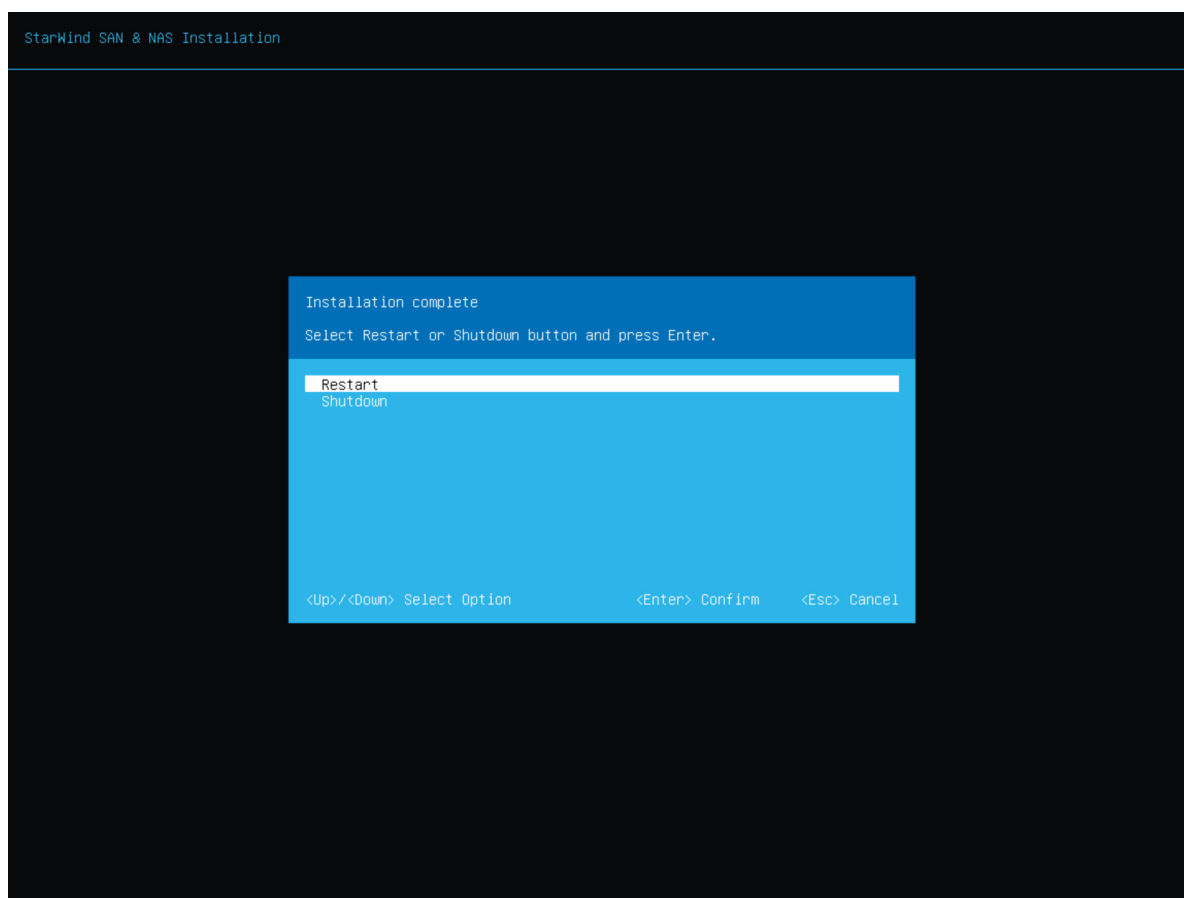 StarWind SAN & NAS Installation
Installation complete
Select Restart or Shutdown button and press Enter.
Restart
Shutdown
<Up>/<Down> Select Option <Enter> Confirm <Esc> Cancel